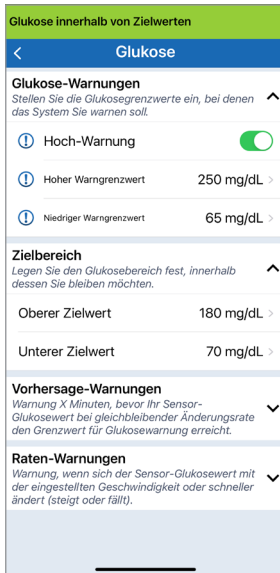 Glukose innerhalb von Zielwerten
Glukose
Glukose-Warnungen
Stellen Sie die Glukosegrenzwerte ein, bei denen
das System Sie warnen soll.
Hoch-Warnung
Hoher Warngrenzwert 250 mg/dL
Niedriger Warngrenzwert 65 mg/dL
Zielbereich
Legen Sie den Glukosebereich fest, innerhalb
dessen Sie bleiben möchten.
Oberer Zielwert 180 mg/dL
Unterer Zielwert 70 mg/dL
Vorhersage-Warnungen
Warnung X Minuten, bevor Ihr Sensor-
Glukosewert bei gleichbleibender Änderungsrate
den Grenzwert für Glukosewarnung erreicht.
Raten-Warnungen
Warnung, wenn sich der Sensor-Glukosewert mit
der eingestellten Geschwindigkeit oder schneller
ändert (steigt oder fällt).